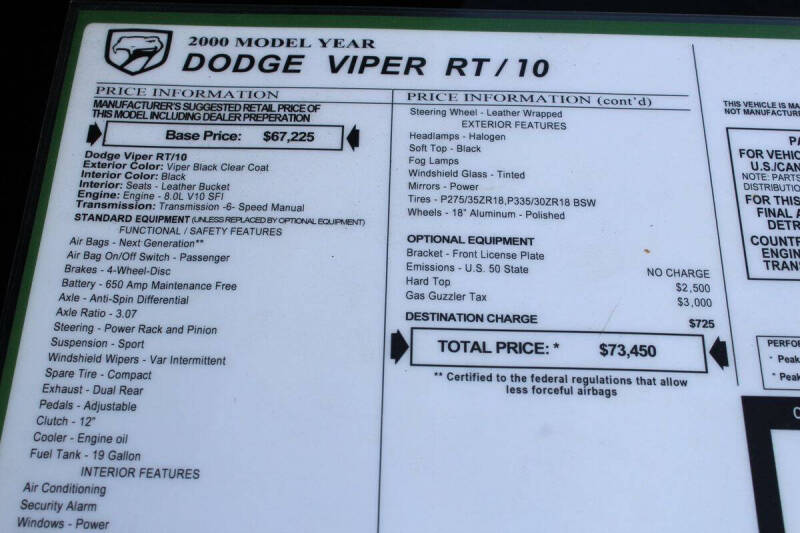 2000 MODEL YEAR
DODGE VIPER RT/10
PRICE INFORMATION
MANUFACTURER'S SUGGESTED RETAIL PRICE OF
THIS MODEL INCLUDING DEALER PREPERATION
Base Price: $67,225
Dodge Viper RT/10
Exterior Color: Viper Black Clear Coat
Interior Color: Black
Interior: Seats - Leather Bucket
Engine: Engine - 8.0L V10 SFI
Transmission: Transmission -6- Speed Manual
STANDARD EQUIPMENT (UNLESS REPLACED BY OPTIONAL EQUIPMENT)
FUNCTIONAL / SAFETY FEATURES
Air Bags - Next Generation**
Air Bag On/Off Switch - Passenger
Brakes - 4-Wheel-Disc
Battery - 650 Amp Maintenance Free
Axle - Anti-Spin Differential
Axle Ratio - 3.07
Steering - Power Rack and Pinion
Suspension - Sport
Windshield Wipers - Var Intermittent
Spare Tire - Compact
Exhaust - Dual Rear
Pedals - Adjustable
Clutch - 12"
Cooler - Engine oil
Fuel Tank - 19 Gallon
INTERIOR FEATURES
Air Conditioning
Security Alarm
Windows - Power
PRICE INFORMATION (cont'd)
Steering Wheel - Leather Wrapped
EXTERIOR FEATURES
Headlamps - Halogen
Soft Top - Black
Fog Lamps
Windshield Glass - Tinted
Mirrors - Power
Tires - P275/35ZR18,P335/30ZR18 BSW
Wheels - 18" Aluminum - Polished
OPTIONAL EQUIPMENT
Bracket - Front License Plate
Emissions - U.S. 50 State NO CHARGE
Hard Top $2,500
Gas Guzzler Tax $3,000
DESTINATION CHARGE $725
TOTAL PRICE: * $73,450
** Certified to the federal regulations that allow
less forceful airbags
THIS VEHICLE IS MA
NOT MANUFACTURE
PA
FOR VEHIC
U.S./CAN
NOTE: PARTS
DISTRIBUTIO
FOR THIS
FINAL A
DETR
COUNTR
ENGIN
TRAN
PERFO
* Peak
* Peak